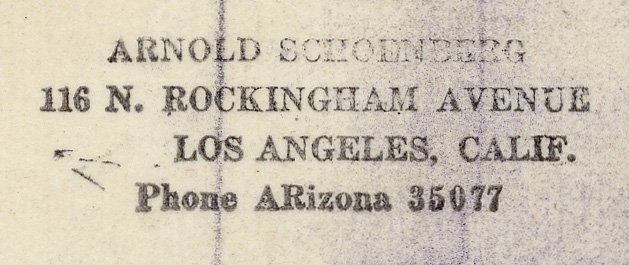 ARNOLD SCHOENBERG
116 N. ROCKINGHAM AVENUE
LOS ANGELES, CALIF.
Phone ARizona 35077